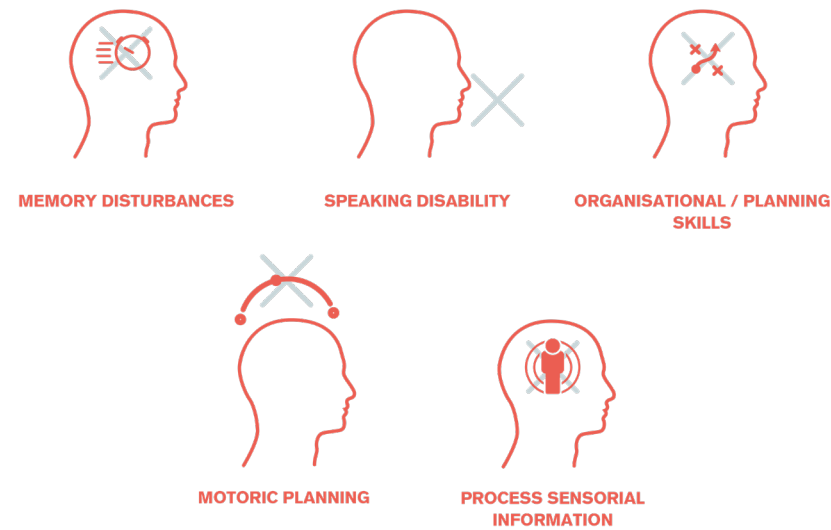 MEMORY DISTURBANCES
SPEAKING DISABILITY
ORGANISATIONAL / PLANNING
SKILLS
MOTORIC PLANNING
PROCESS SENSORIAL
INFORMATION